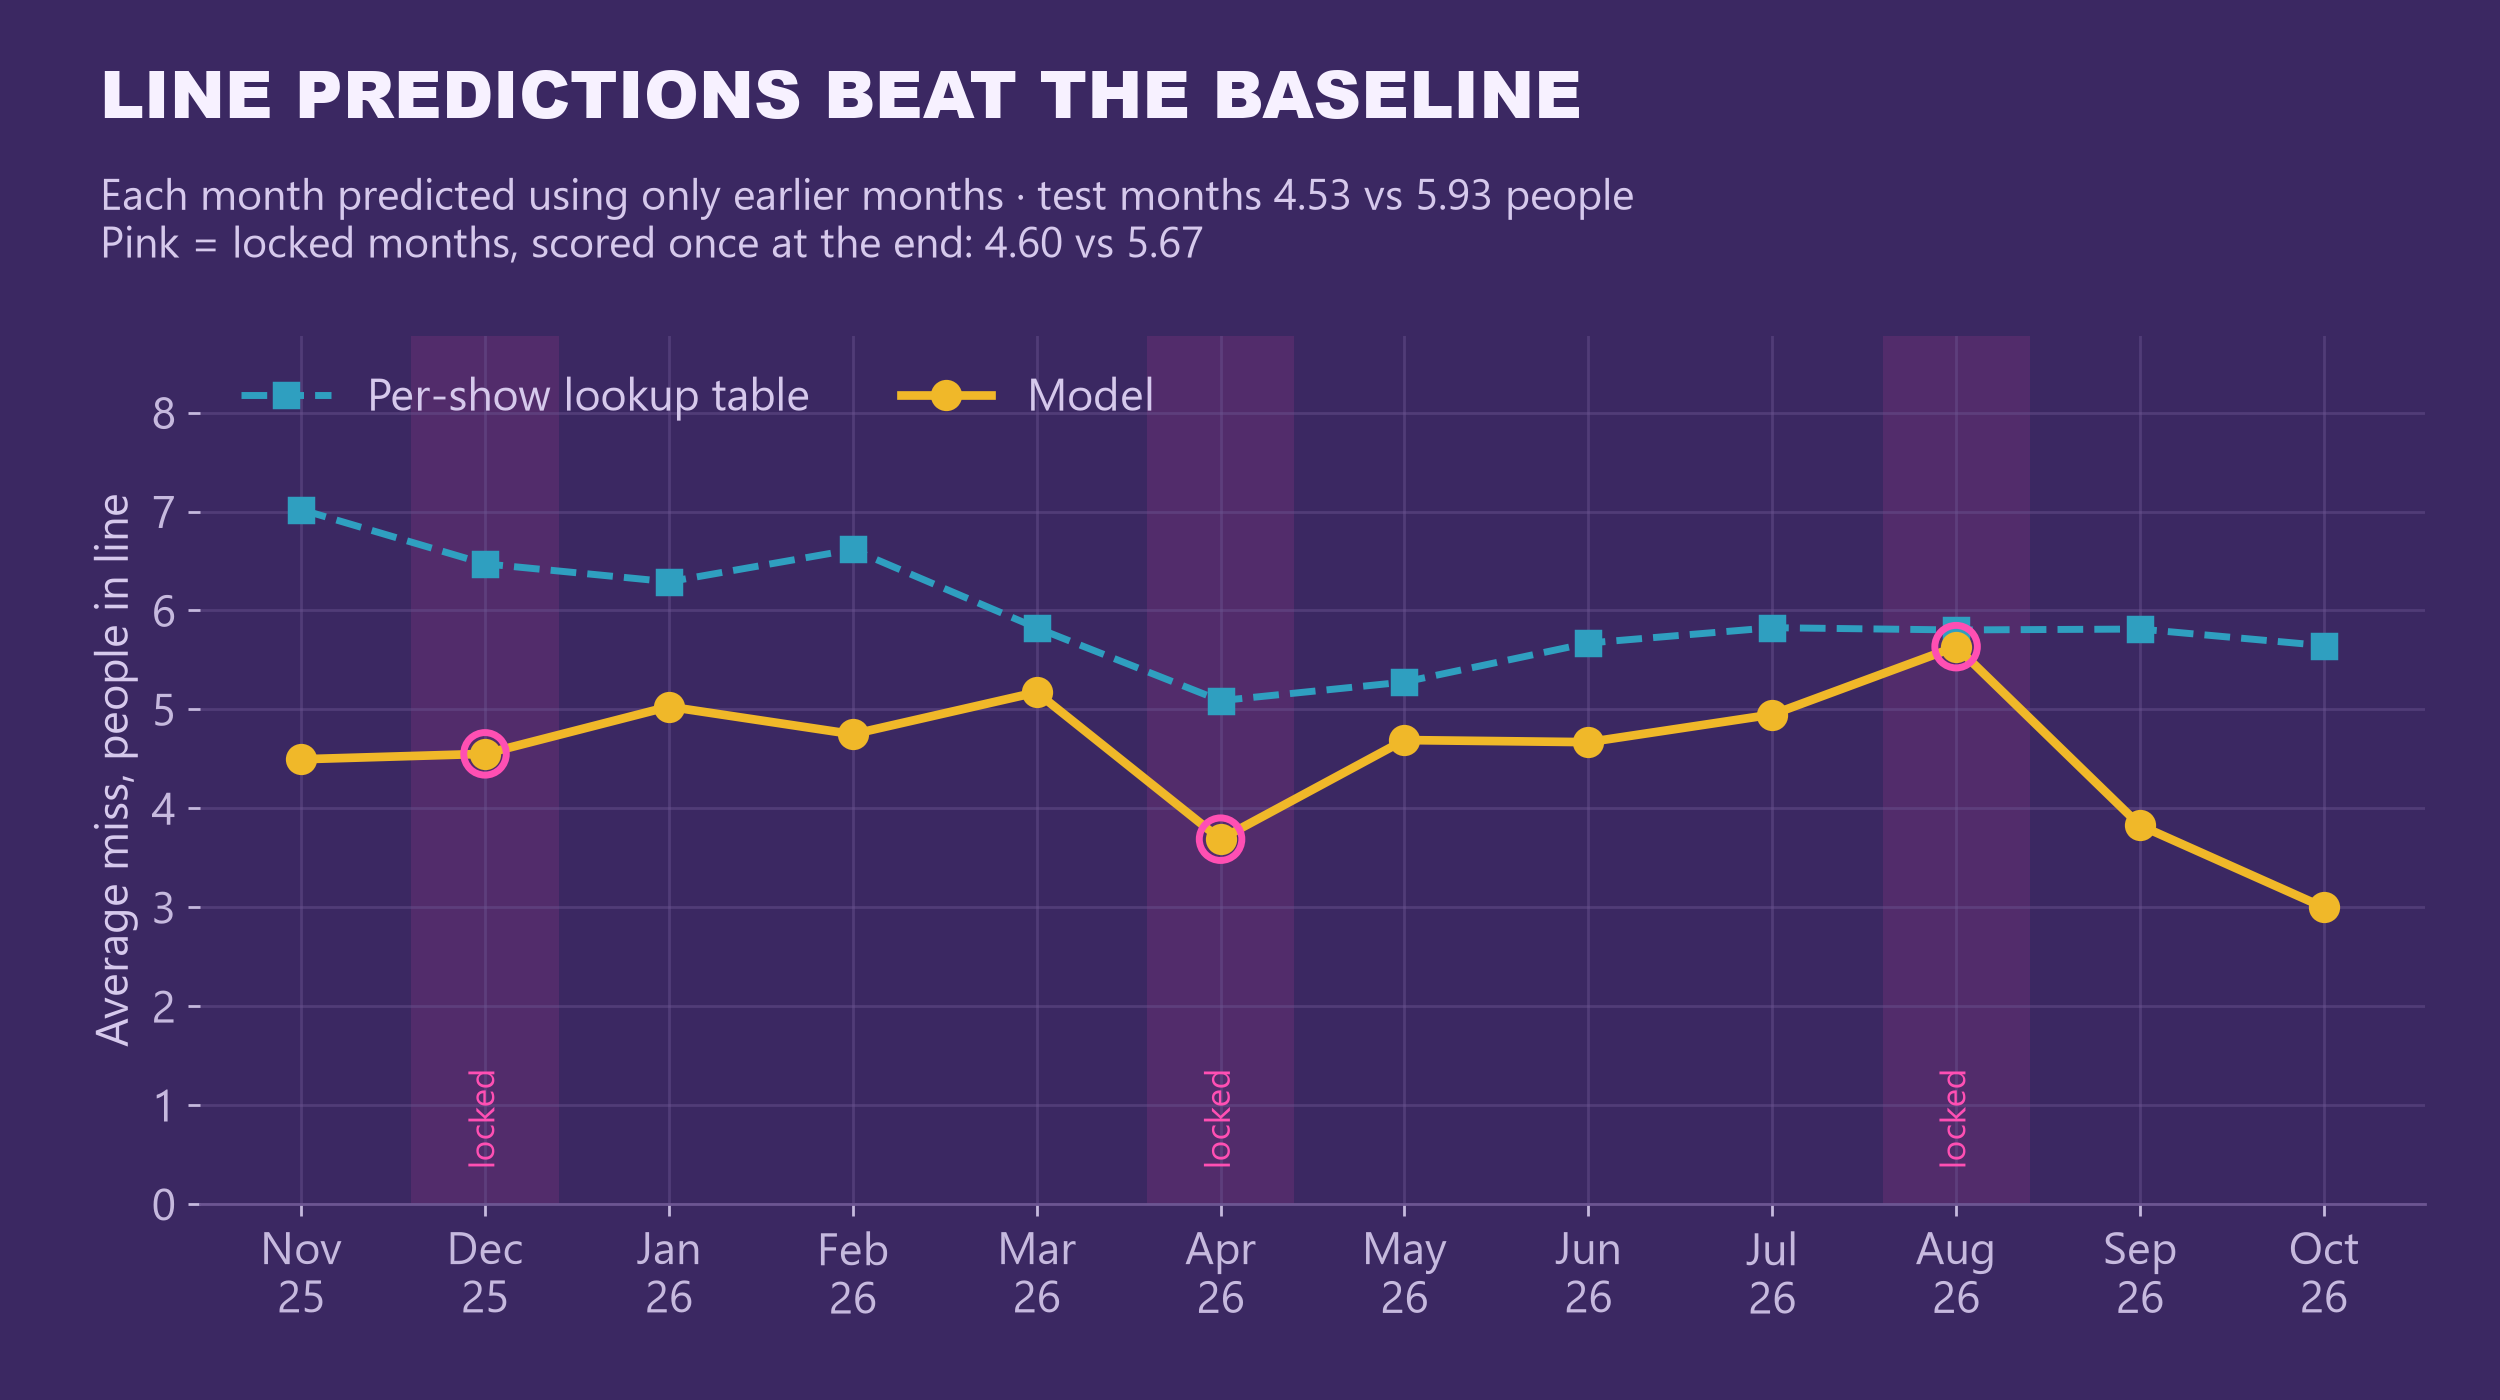 LINE PREDICTIONS BEAT THE BASELINE
Each month predicted using only earlier months · test months 4.53 vs 5.93 people
Pink = locked months, scored once at the end: 4.60 vs 5.67
Per-show lookup table
Model
Average miss, people in line
8
7
6
5
4
3
2
1
0
locked
locked
locked
Nov
25
Dec
25
Jan
26
Feb
26
Mar
26
Apr
26
May
26
Jun
26
Jul
26
Aug
26
Sep
26
Oct
26